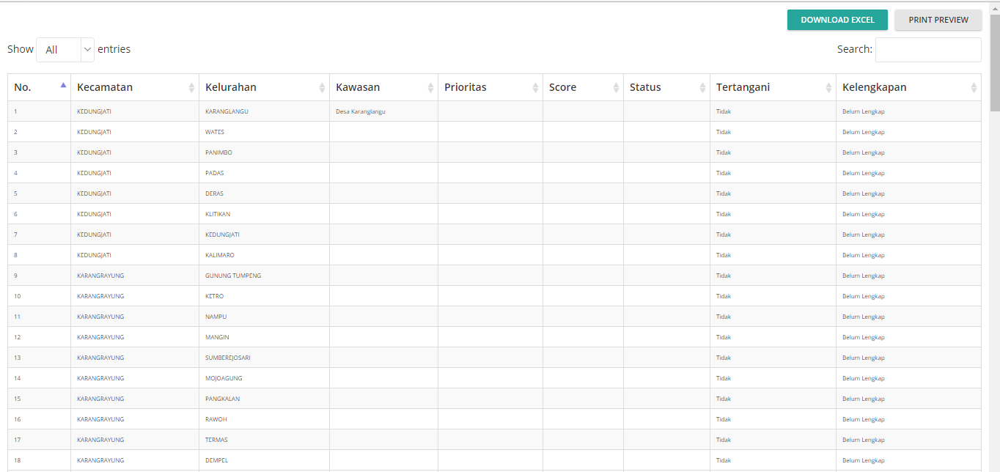 DOWNLOAD EXCEL PRINT PREVIEW
Show All entries Search:
No. Kecamatan Kelurahan Kawasan Prioritas Score Status Tertangani Kelengkapan
1 KEDUNGJATI KARANGLANGU Desa Karanglangu Tidak Belum Lengkap
2 KEDUNGJATI WATES Tidak Belum Lengkap
3 KEDUNGJATI PANIMBO Tidak Belum Lengkap
4 KEDUNGJATI PADAS Tidak Belum Lengkap
5 KEDUNGJATI DERAS Tidak Belum Lengkap
6 KEDUNGJATI KLITIKAN Tidak Belum Lengkap
7 KEDUNGJATI KEDUNGJATI Tidak Belum Lengkap
8 KEDUNGJATI KALIMARO Tidak Belum Lengkap
9 KARANGRAYUNG GUNUNG TUMPENG Tidak Belum Lengkap
10 KARANGRAYUNG KETRO Tidak Belum Lengkap
11 KARANGRAYUNG NAMPU Tidak Belum Lengkap
12 KARANGRAYUNG MANGIN Tidak Belum Lengkap
13 KARANGRAYUNG SUMBEREJOSARI Tidak Belum Lengkap
14 KARANGRAYUNG MOJOAGUNG Tidak Belum Lengkap
15 KARANGRAYUNG PANGKALAN Tidak Belum Lengkap
16 KARANGRAYUNG RAWOH Tidak Belum Lengkap
17 KARANGRAYUNG TERMAS Tidak Belum Lengkap
18 KARANGRAYUNG DEMPEL Tidak Belum Lengkap